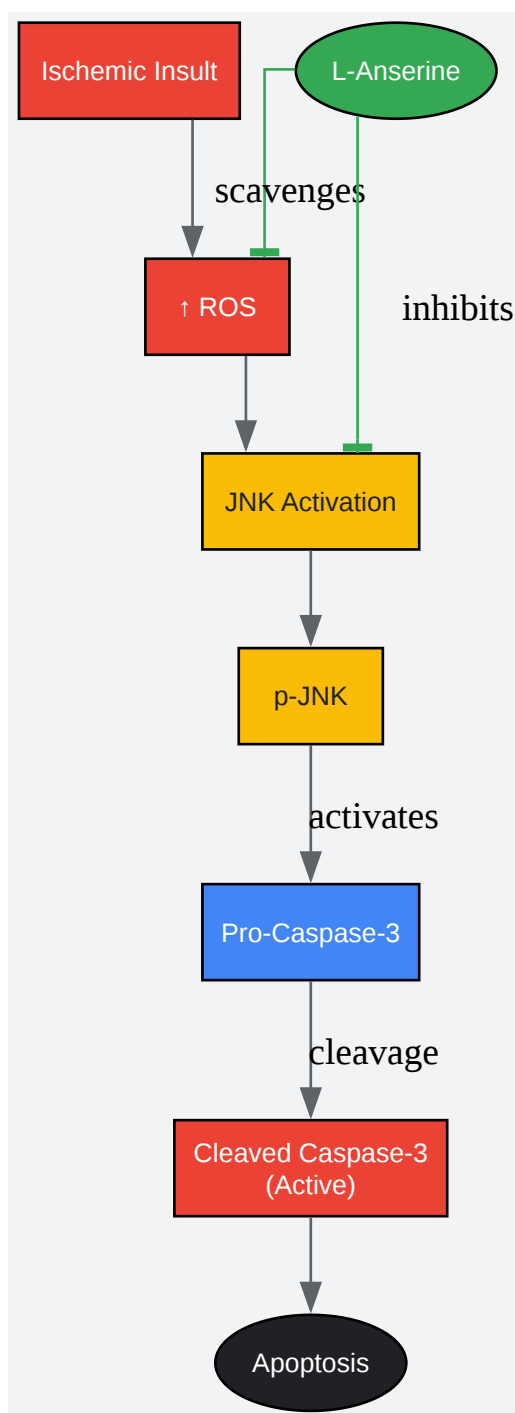 Ischemic Insult
L-Anserine
scavenges
↑ ROS
inhibits
JNK Activation
p-JNK
activates
Pro-Caspase-3
cleavage
Cleaved Caspase-3
(Active)
Apoptosis